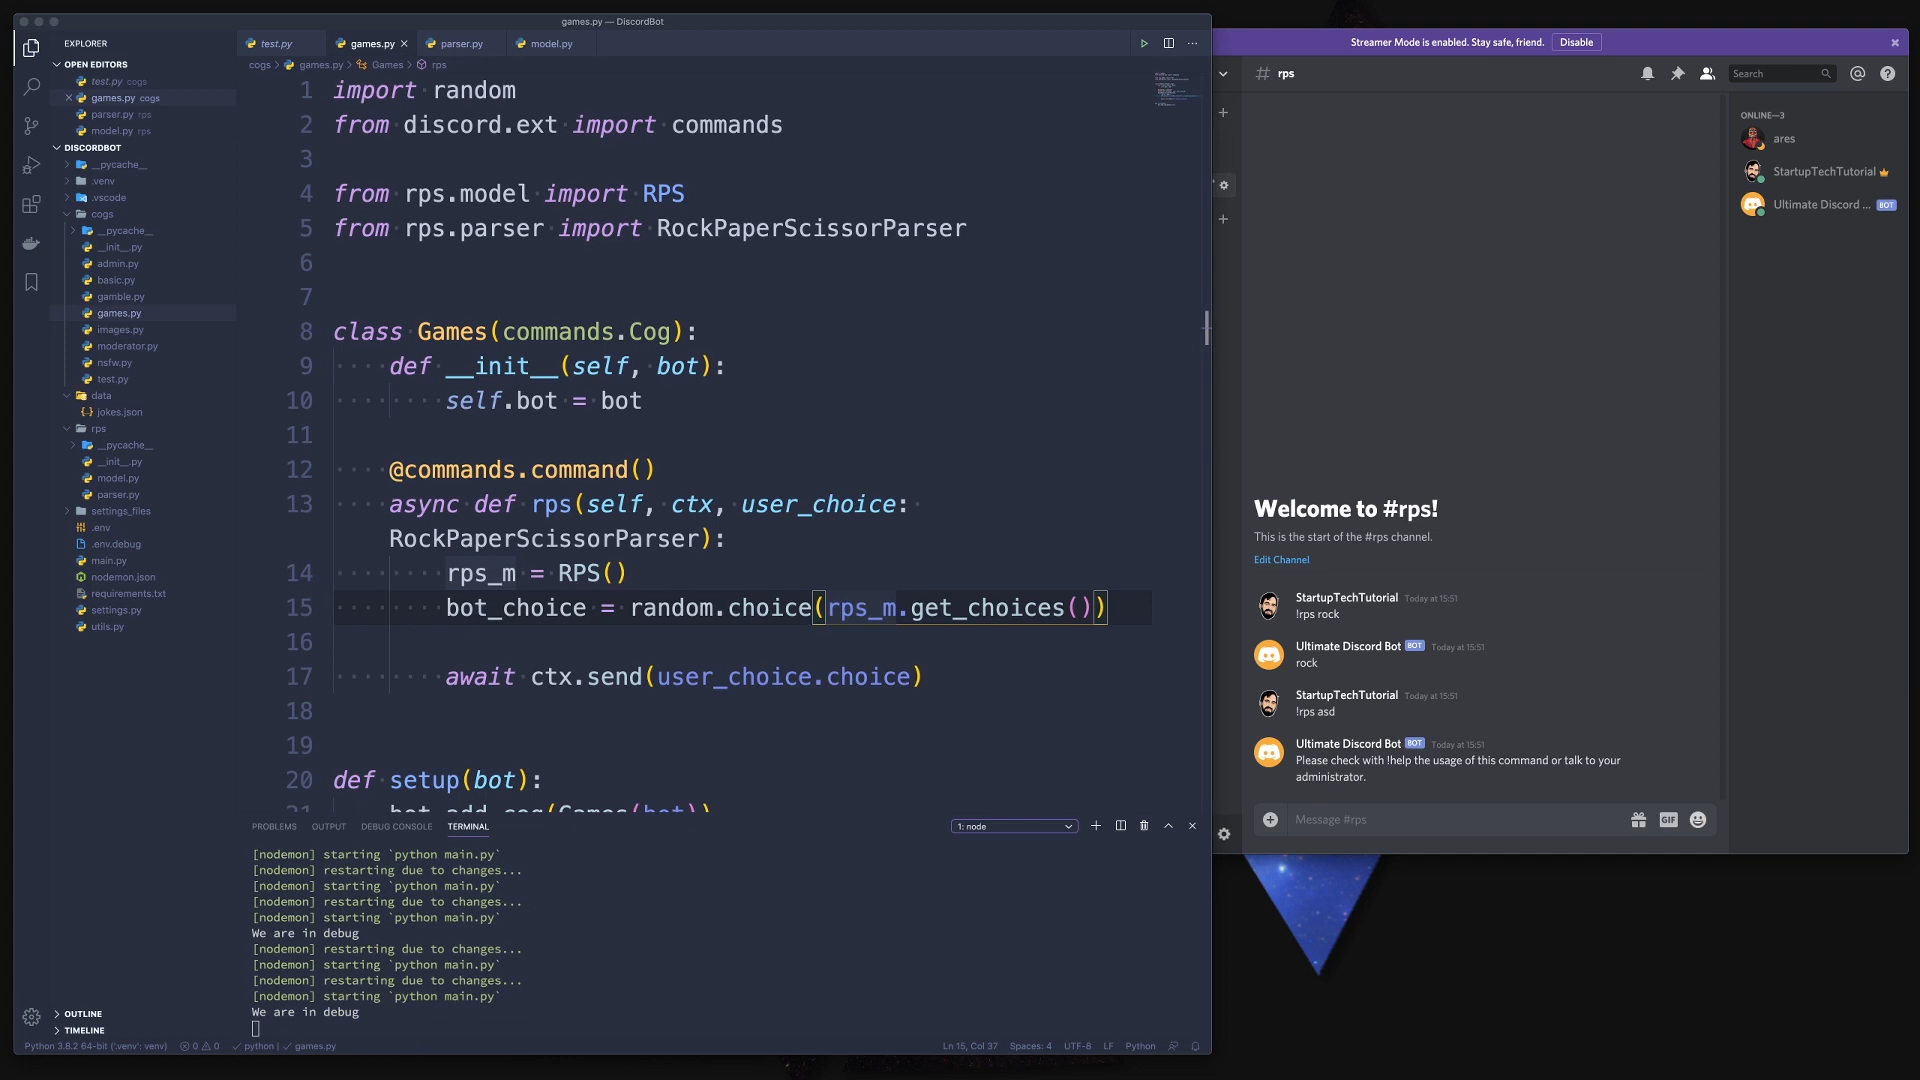 games.py — DiscordBot
EXPLORER
OPEN EDITORS
test.py cogs
games.py cogs
parser.py rps
model.py rps
DISCORDBOT
__pycache__
.venv
.vscode
cogs
__pycache__
__init__.py
admin.py
basic.py
gamble.py
games.py
images.py
moderator.py
nsfw.py
test.py
data
jokes.json
rps
__pycache__
__init__.py
model.py
parser.py
settings_files
.env
.env.debug
main.py
nodemon.json
requirements.txt
settings.py
utils.py
OUTLINE
TIMELINE
test.py games.py parser.py model.py
cogs > games.py > Games > rps
1 import random
2 from discord.ext import commands
3
4 from rps.model import RPS
5 from rps.parser import RockPaperScissorParser
6
7
8 class Games(commands.Cog):
9 def __init__(self, bot):
10 self.bot = bot
11
12 @commands.command()
13 async def rps(self, ctx, user_choice:
RockPaperScissorParser):
14 rps_m = RPS()
15 bot_choice = random.choice(rps_m.get_choices())
16
17 await ctx.send(user_choice.choice)
18
19
20 def setup(bot):
21 bot.add_cog(Games(bot))
PROBLEMS OUTPUT DEBUG CONSOLE TERMINAL 1: node
[nodemon] starting `python main.py`
[nodemon] restarting due to changes...
[nodemon] starting `python main.py`
[nodemon] restarting due to changes...
[nodemon] starting `python main.py`
We are in debug
[nodemon] restarting due to changes...
[nodemon] starting `python main.py`
[nodemon] restarting due to changes...
[nodemon] starting `python main.py`
We are in debug
Python 3.8.2 64-bit ('.venv': venv) 0 0 python | games.py Ln 15, Col 37 Spaces: 4 UTF-8 LF Python
Streamer Mode is enabled. Stay safe, friend. Disable
# rps Search
ONLINE—3
ares
StartupTechTutorial
Ultimate Discord ... BOT
Welcome to #rps!
This is the start of the #rps channel.
Edit Channel
StartupTechTutorial Today at 15:51
!rps rock
Ultimate Discord Bot BOT Today at 15:51
rock
StartupTechTutorial Today at 15:51
!rps asd
Ultimate Discord Bot BOT Today at 15:51
Please check with !help the usage of this command or talk to your
administrator.
Message #rps GIF